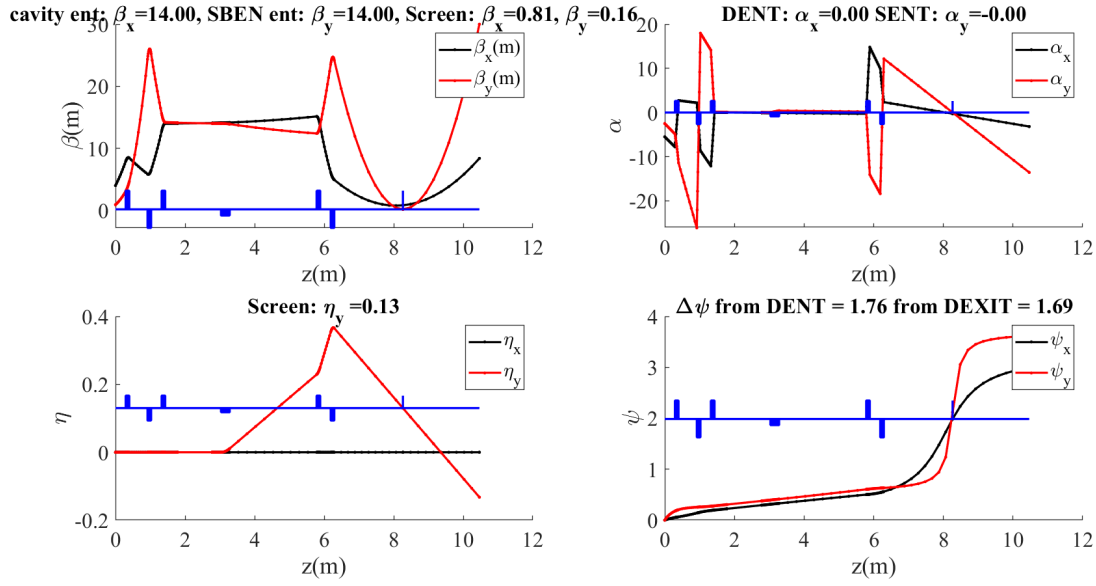 cavity ent: βx=14.00, SBEN ent: βy=14.00, Screen: βx=0.81, βy=0.16
30
20
10
0
β(m)
βx(m)
βy(m)
0 2 4 6 8 10 12
z(m)
DENT: αx=0.00 SENT: αy=-0.00
20
10
0
-10
-20
α
αx
αy
0 2 4 6 8 10 12
z(m)
Screen: ηy=0.13
0.4
0.2
0
-0.2
η
ηx
ηy
0 2 4 6 8 10 12
z(m)
Δψ from DENT = 1.76 from DEXIT = 1.69
4
3
2
1
0
ψ
ψx
ψy
0 2 4 6 8 10 12
z(m)